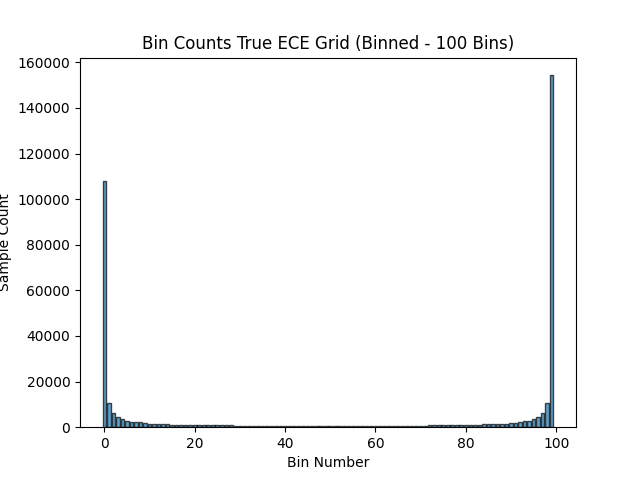 Bin Counts True ECE Grid (Binned - 100 Bins)
160000
140000
120000
100000
80000
60000
40000
20000
0
Sample Count
0 20 40 60 80 100
Bin Number